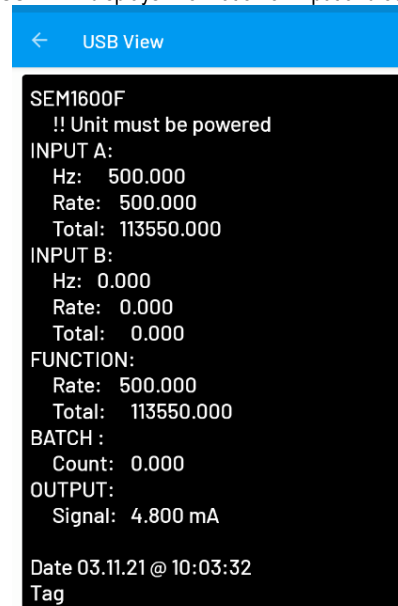 USB View
SEM1600F
!! Unit must be powered
INPUT A:
Hz: 500.000
Rate: 500.000
Total: 113550.000
INPUT B:
Hz: 0.000
Rate: 0.000
Total: 0.000
FUNCTION:
Rate: 500.000
Total: 113550.000
BATCH :
Count: 0.000
OUTPUT:
Signal: 4.800 mA
Date 03.11.21 @ 10:03:32
Tag